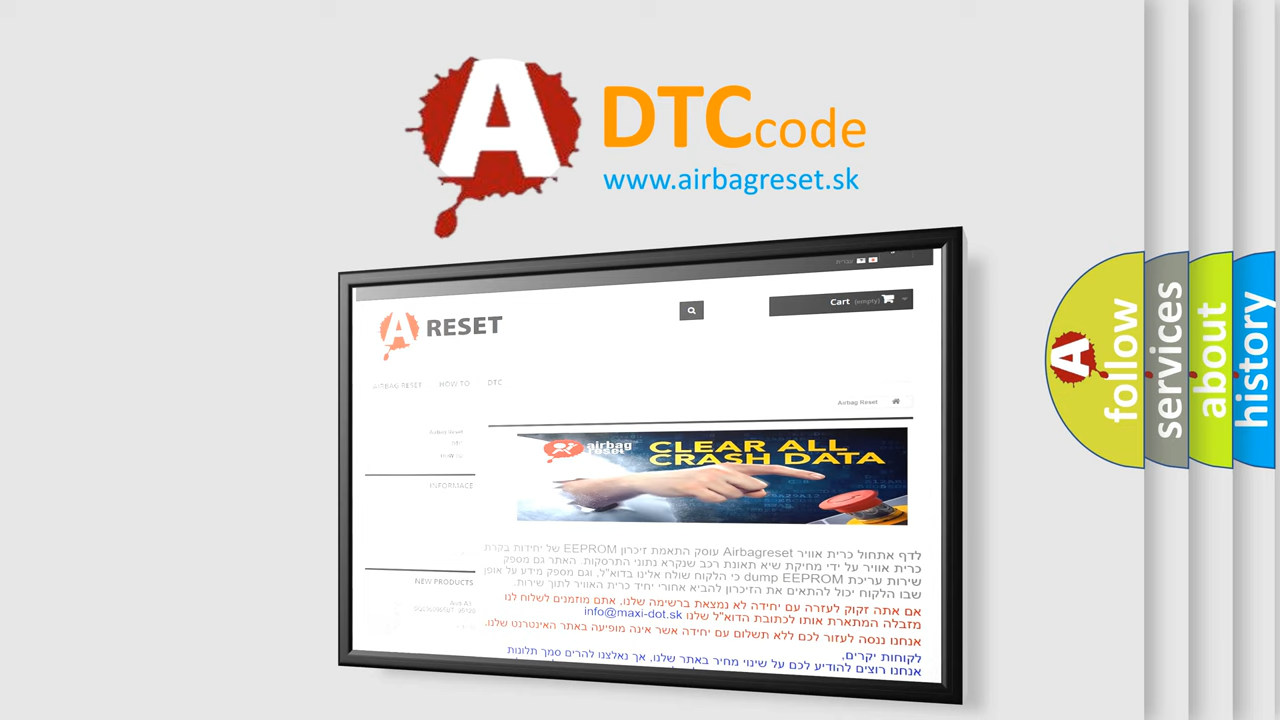 A
DTCcode
www.airbagreset.sk
עברית
Cart (empty)
A RESET
AIRBAG RESET
HOW TO
DTC
Airbag Reset
Airbag Reset
HOW TO
INFORMACE
NEW PRODUCTS
airbag
reset
CLEAR ALL
CRASH DATA
לדף אתחול כרית אוויר Airbagreset עוסק התאמת זיכרון EEPROM של יחידות בקרת
כרית אוויר על ידי מחיקת שיא תאונת רכב שנקרא נתוני התרסקות. האתר גם מספק
שירות עריכת dump EEPROM כי הלקוח שולח אלינו בדוא"ל, וגם מספק מידע על אופן
שבו הלקוח יכול להתאים את הזיכרון להביא אחורי יחיד כרית האוויר לתוך שירות.
אם אתה זקוק לעזרה עם יחידה לא נמצאת ברשימה שלנו, אתם מוזמנים לשלוח לנו
מזבלה המתארת אותו לכתובת הדוא"ל שלנו info@maxi-dot.sk
אנחנו ננסה לעזור לכם ללא תשלום עם יחידה אשר אינה מופיעה באתר האינטרנט שלנו.
לקוחות יקרים,
אנחנו רוצים להודיע לכם על שינוי מחיר באתר שלנו, אך נאלצנו להרים סמך תלונות
A
follow
services
about
history